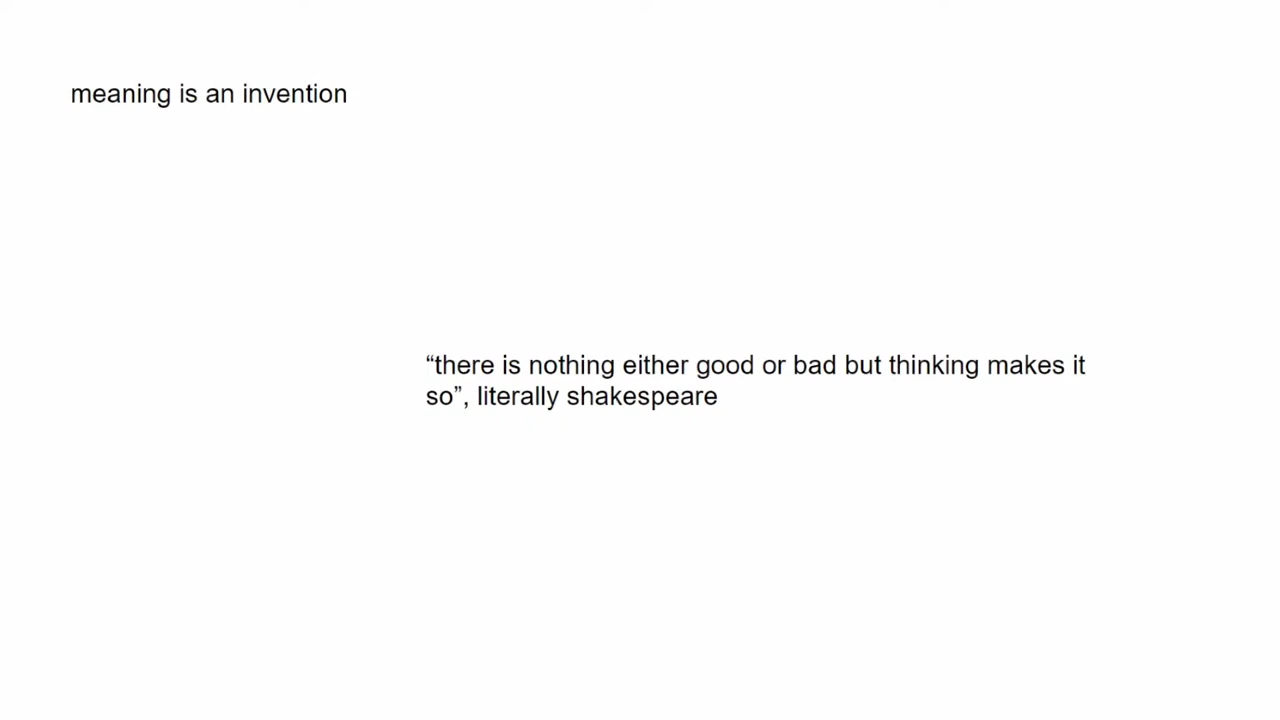 meaning is an invention
“there is nothing either good or bad but thinking makes it
so”, literally shakespeare